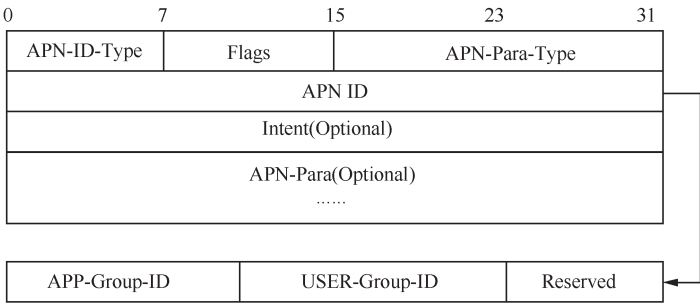 0 7 15 23 31
APN-ID-Type Flags APN-Para-Type
APN ID
Intent(Optional)
APN-Para(Optional)
······
APP-Group-ID USER-Group-ID Reserved